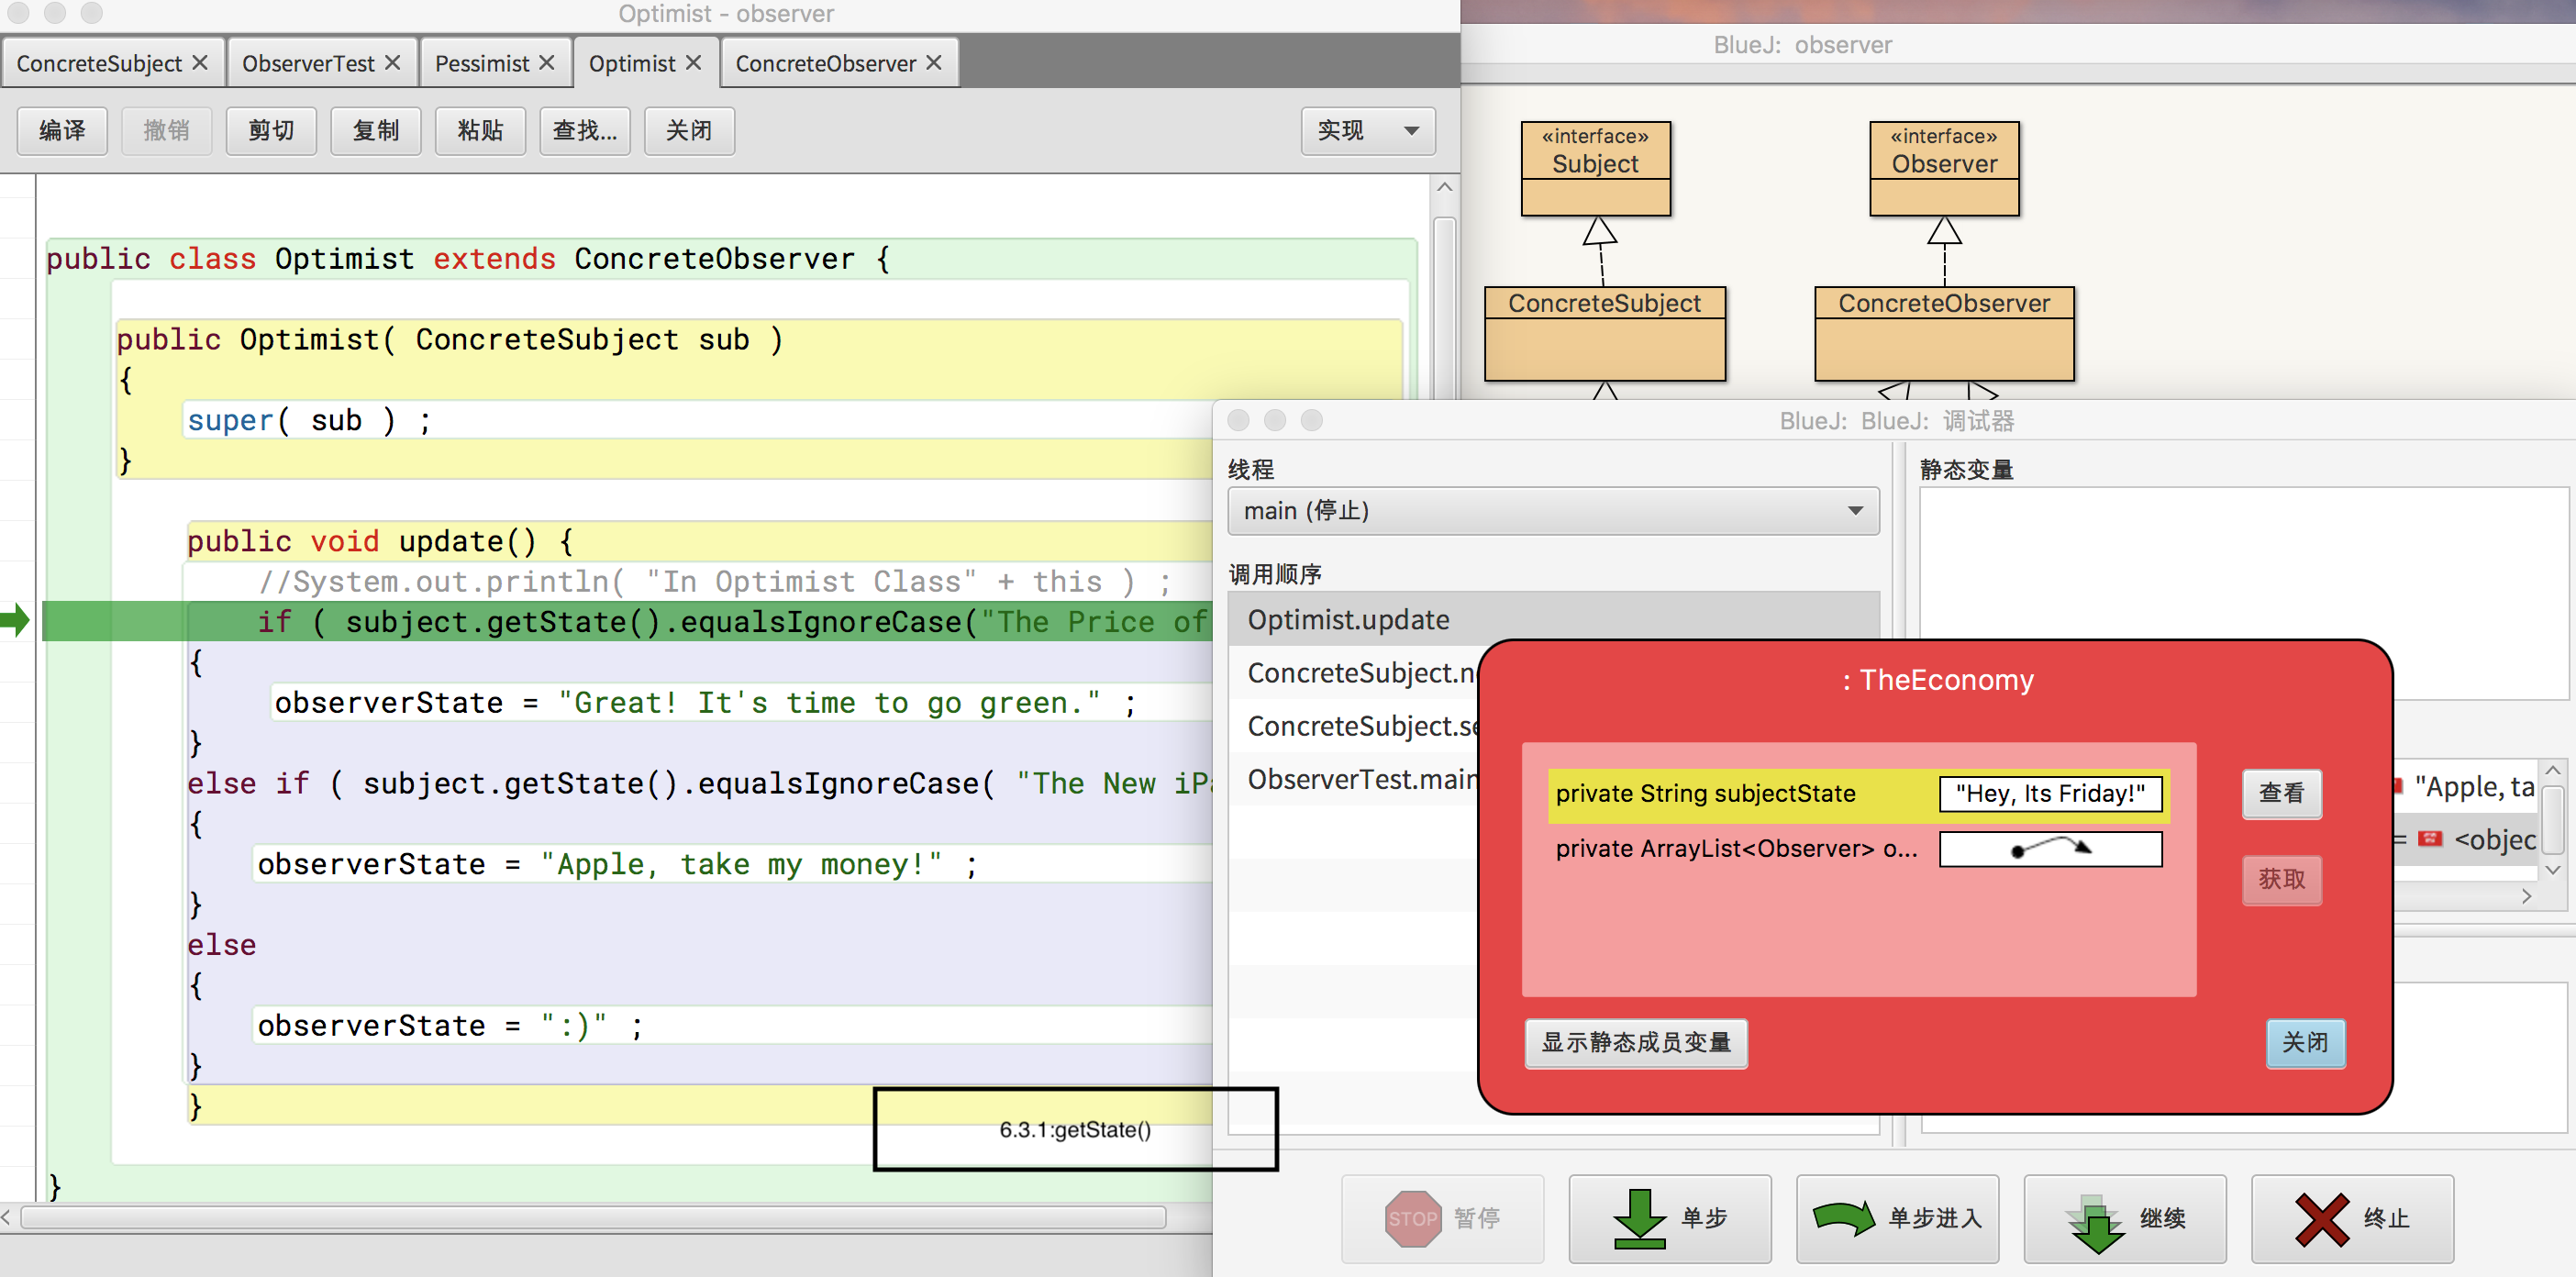 Optimist - observer
ConcreteSubject
ObserverTest
Pessimist
Optimist
ConcreteObserver
编译
撤销
剪切
复制
粘贴
查找...
关闭
实现
public class Optimist extends ConcreteObserver {
public Optimist( ConcreteSubject sub )
{
super( sub ) ;
}
public void update() {
//System.out.println( "In Optimist Class" + this ) ;
if ( subject.getState().equalsIgnoreCase("The Price of
{
observerState = "Great! It's time to go green." ;
}
else if ( subject.getState().equalsIgnoreCase( "The New iP
{
observerState = "Apple, take my money!" ;
}
else
{
observerState = ":)" ;
}
}
}
6.3.1:getState()
BlueJ: observer
«interface»
Subject
«interface»
Observer
ConcreteSubject
ConcreteObserver
BlueJ: BlueJ: 调试器
线程
main (停止)
调用顺序
Optimist.update
ConcreteSubject.n
ConcreteSubject.se
ObserverTest.main
静态变量
"Apple, ta
= <objec
: TheEconomy
private String subjectState
"Hey, Its Friday!"
private ArrayList<Observer> o...
查看
获取
显示静态成员变量
关闭
STOP 暂停
单步
单步进入
继续
终止